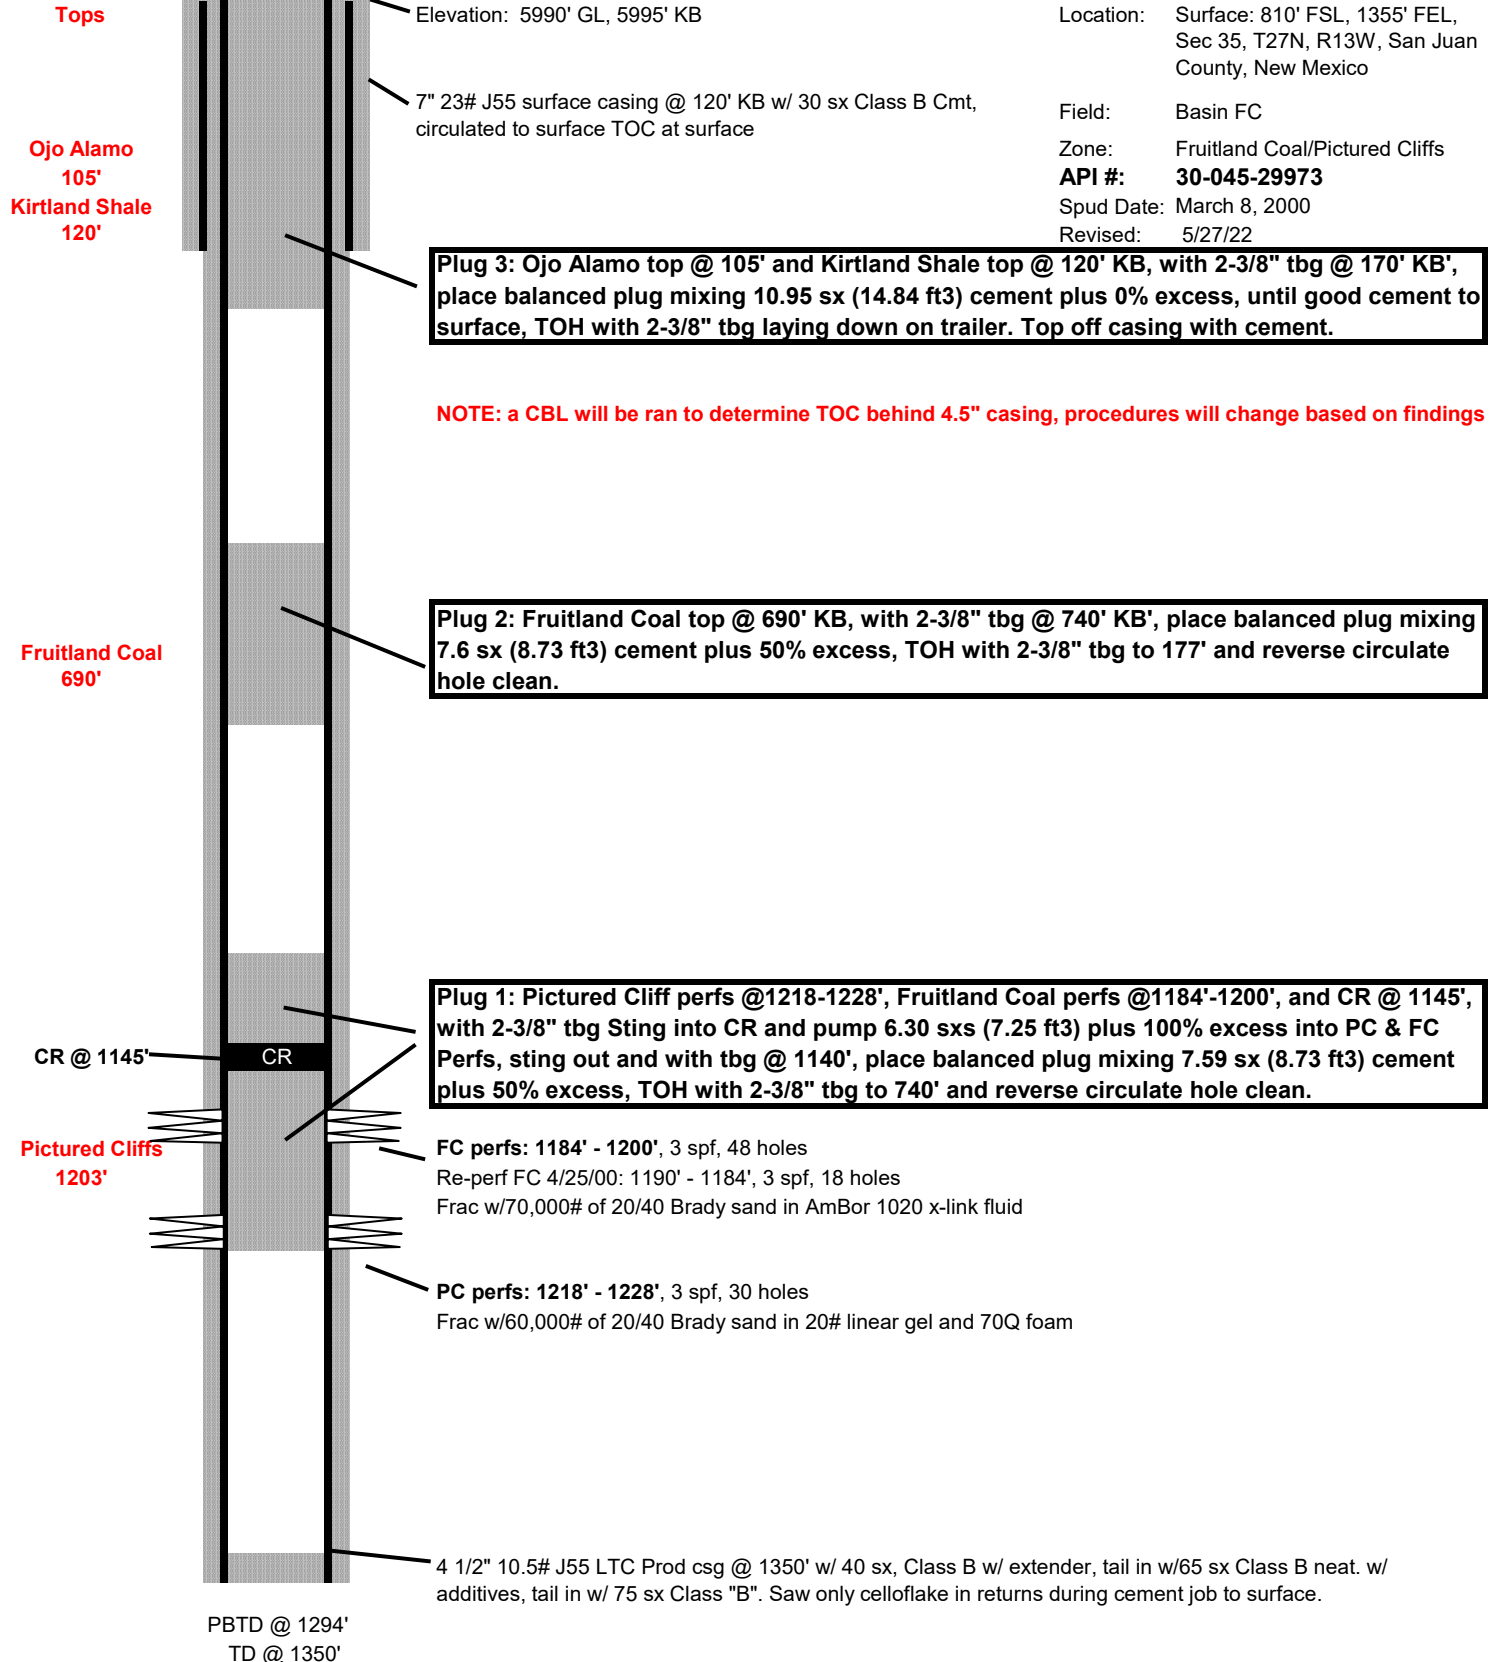 Tops
Elevation: 5990' GL, 5995' KB
Location: Surface: 810' FSL, 1355' FEL,
Sec 35, T27N, R13W, San Juan
County, New Mexico
7" 23# J55 surface casing @ 120' KB w/ 30 sx Class B Cmt,
circulated to surface TOC at surface
Field: Basin FC
Ojo Alamo
105'
Zone: Fruitland Coal/Pictured Cliffs
API #: 30-045-29973
Kirtland Shale
120'
Spud Date: March 8, 2000
Revised: 5/27/22
Plug 3: Ojo Alamo top @ 105' and Kirtland Shale top @ 120' KB, with 2-3/8" tbg @ 170' KB',
place balanced plug mixing 10.95 sx (14.84 ft3) cement plus 0% excess, until good cement to
surface, TOH with 2-3/8" tbg laying down on trailer. Top off casing with cement.
NOTE: a CBL will be ran to determine TOC behind 4.5" casing, procedures will change based on findings
Plug 2: Fruitland Coal top @ 690' KB, with 2-3/8" tbg @ 740' KB', place balanced plug mixing
7.6 sx (8.73 ft3) cement plus 50% excess, TOH with 2-3/8" tbg to 177' and reverse circulate
hole clean.
Fruitland Coal
690'
Plug 1: Pictured Cliff perfs @1218-1228', Fruitland Coal perfs @1184'-1200', and CR @ 1145',
with 2-3/8" tbg Sting into CR and pump 6.30 sxs (7.25 ft3) plus 100% excess into PC & FC
Perfs, sting out and with tbg @ 1140', place balanced plug mixing 7.59 sx (8.73 ft3) cement
plus 50% excess, TOH with 2-3/8" tbg to 740' and reverse circulate hole clean.
CR @ 1145'
CR
Pictured Cliffs
1203'
FC perfs: 1184' - 1200', 3 spf, 48 holes
Re-perf FC 4/25/00: 1190' - 1184', 3 spf, 18 holes
Frac w/70,000# of 20/40 Brady sand in AmBor 1020 x-link fluid
PC perfs: 1218' - 1228', 3 spf, 30 holes
Frac w/60,000# of 20/40 Brady sand in 20# linear gel and 70Q foam
4 1/2" 10.5# J55 LTC Prod csg @ 1350' w/ 40 sx, Class B w/ extender, tail in w/65 sx Class B neat. w/
additives, tail in w/ 75 sx Class "B". Saw only celloflake in returns during cement job to surface.
PBTD @ 1294'
TD @ 1350'